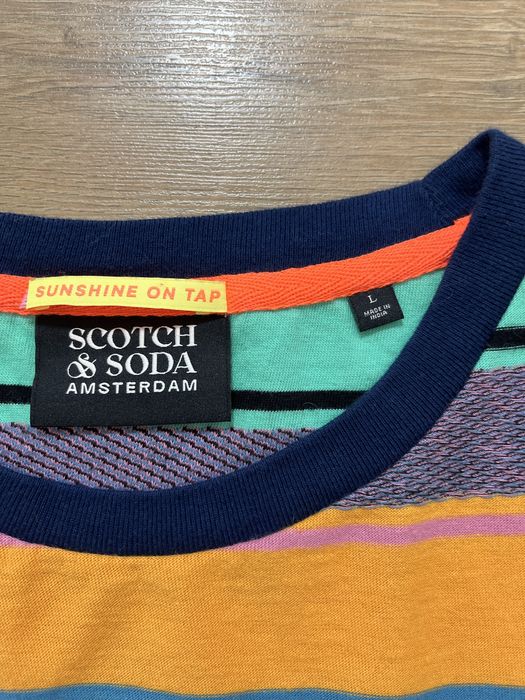 SUNSHINE ON TAP
SCOTCH
& SODA
AMSTERDAM
L
MADE IN
INDIA